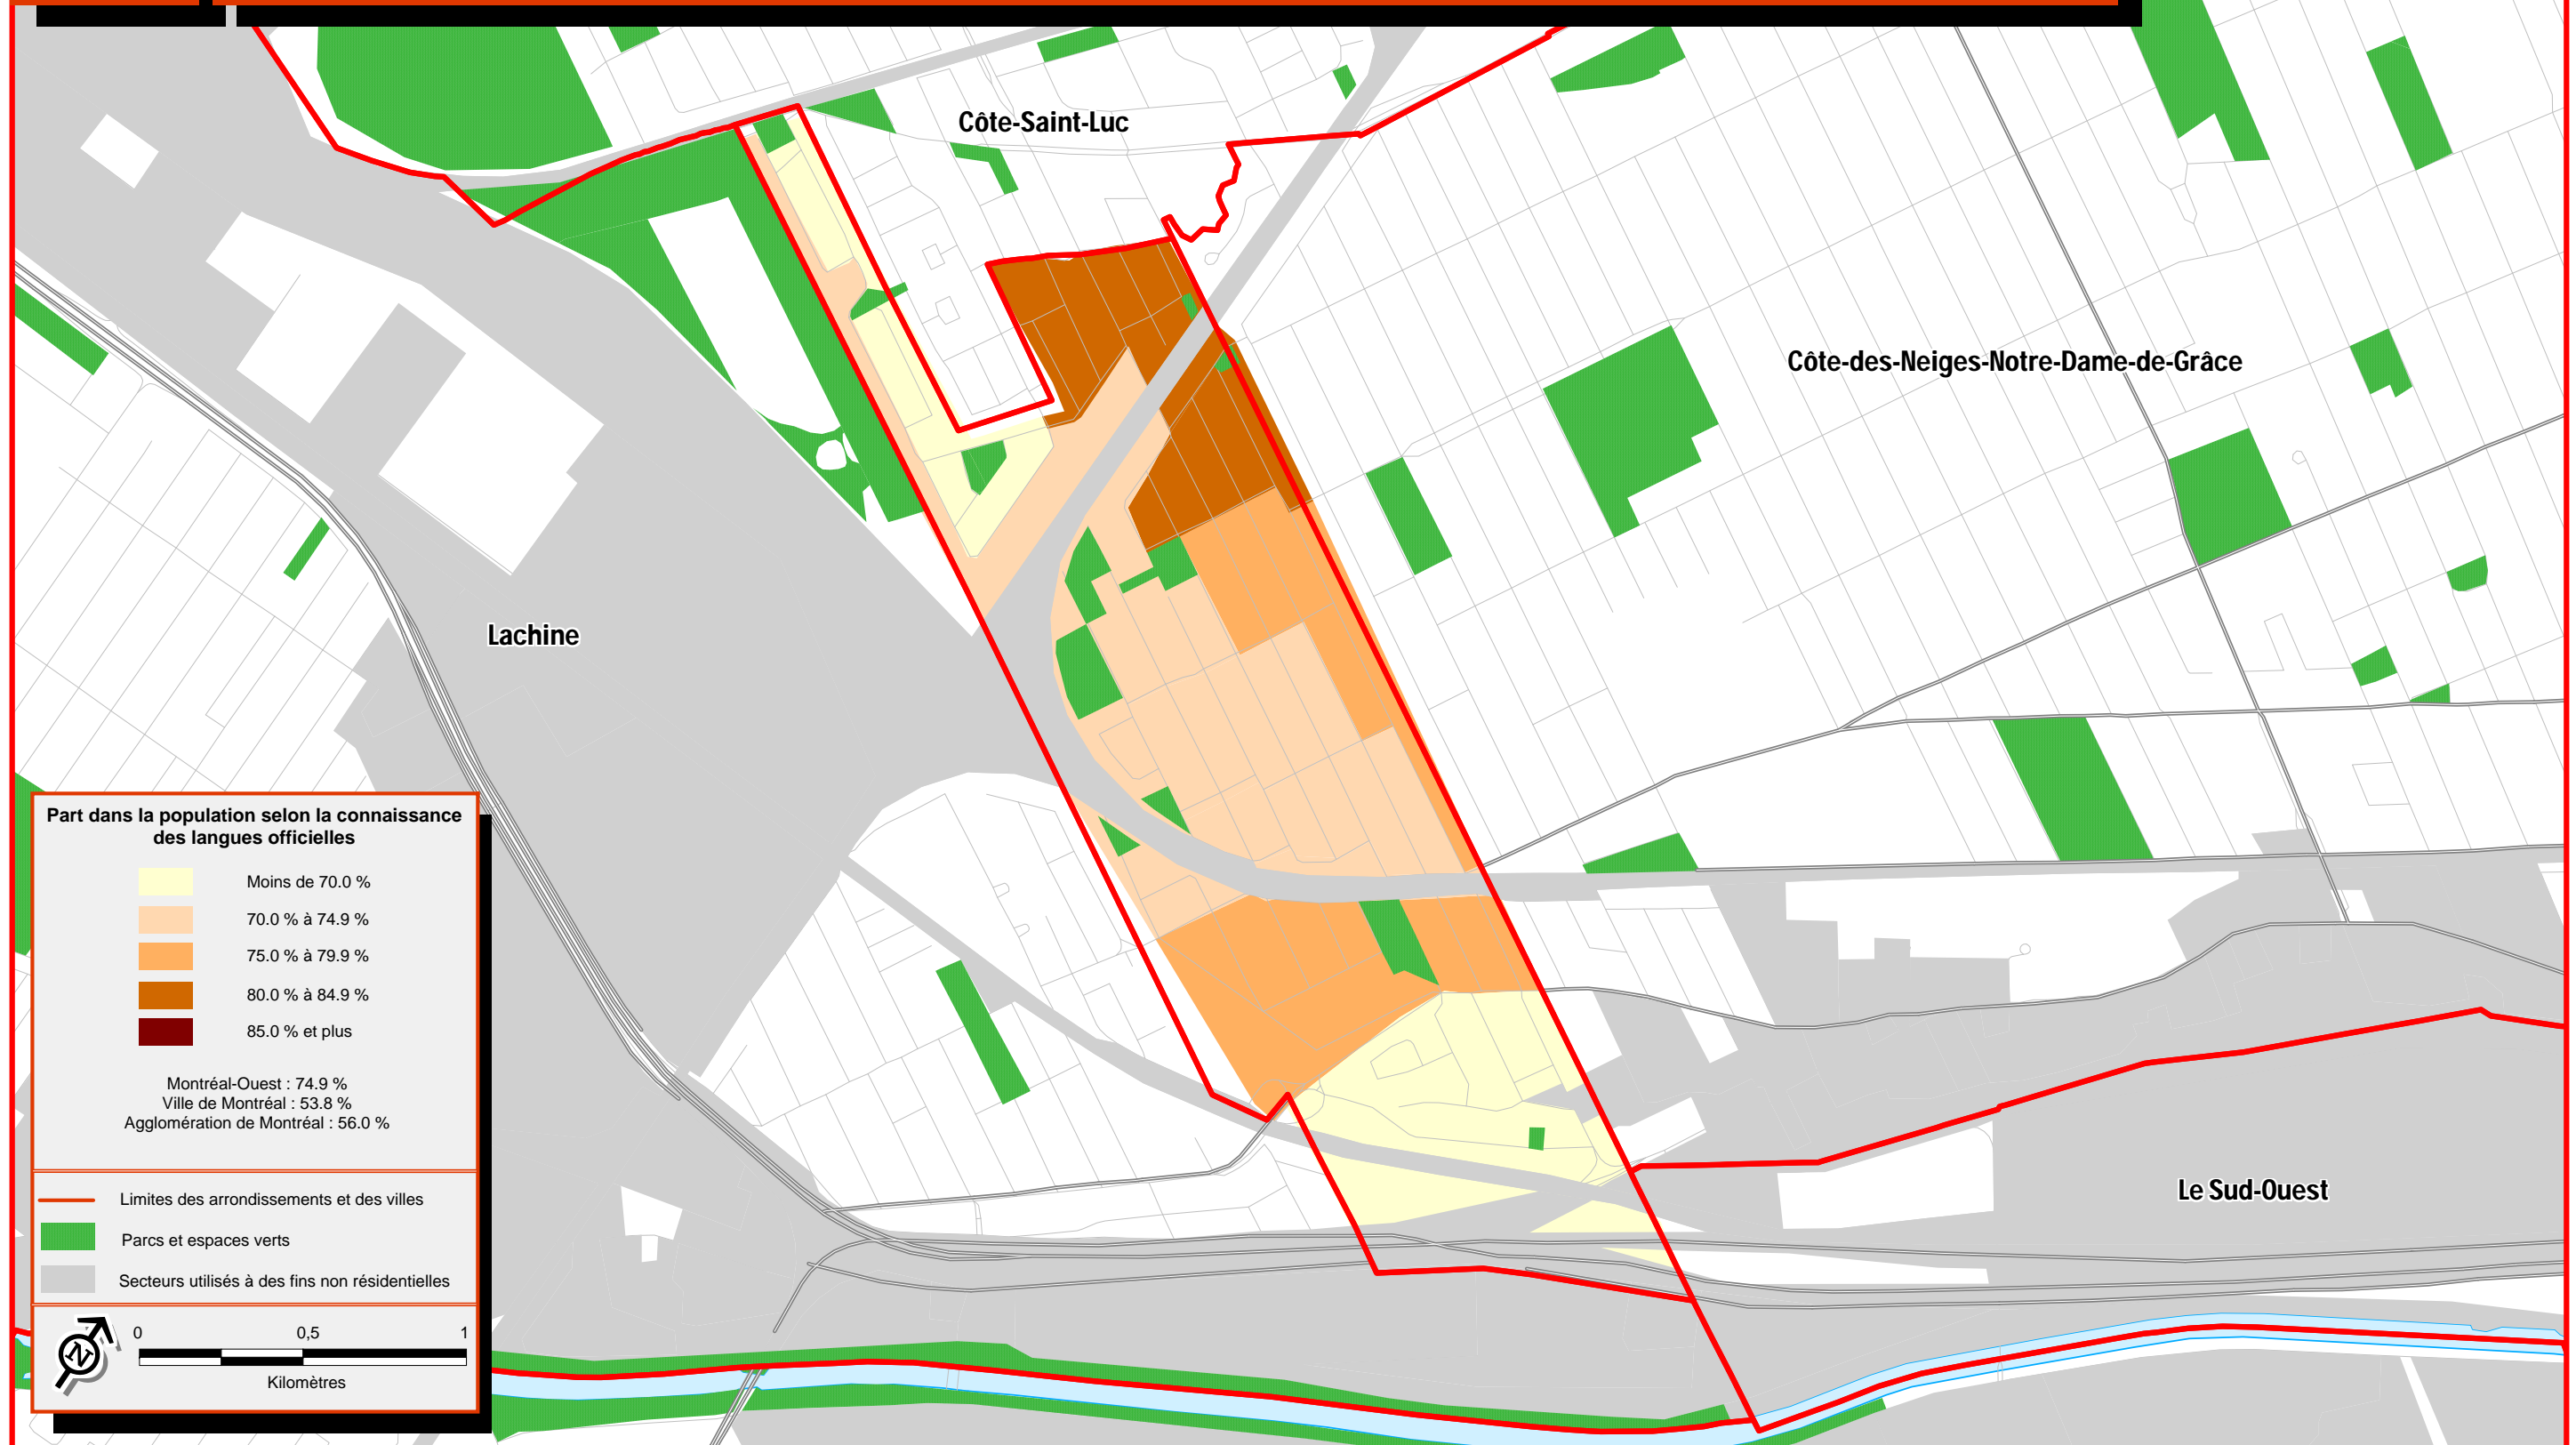 Côte-Saint-Luc
Côte-des-Neiges-Notre-Dame-de-Grâce
Lachine
Le Sud-Ouest
Part dans la population selon la connaissance
des langues officielles
Moins de 70.0 %
70.0 % à 74.9 %
75.0 % à 79.9 %
80.0 % à 84.9 %
85.0 % et plus
Montréal-Ouest : 74.9 %
Ville de Montréal : 53.8 %
Agglomération de Montréal : 56.0 %
Limites des arrondissements et des villes
Parcs et espaces verts
Secteurs utilisés à des fins non résidentielles
N
0 0,5 1
Kilomètres